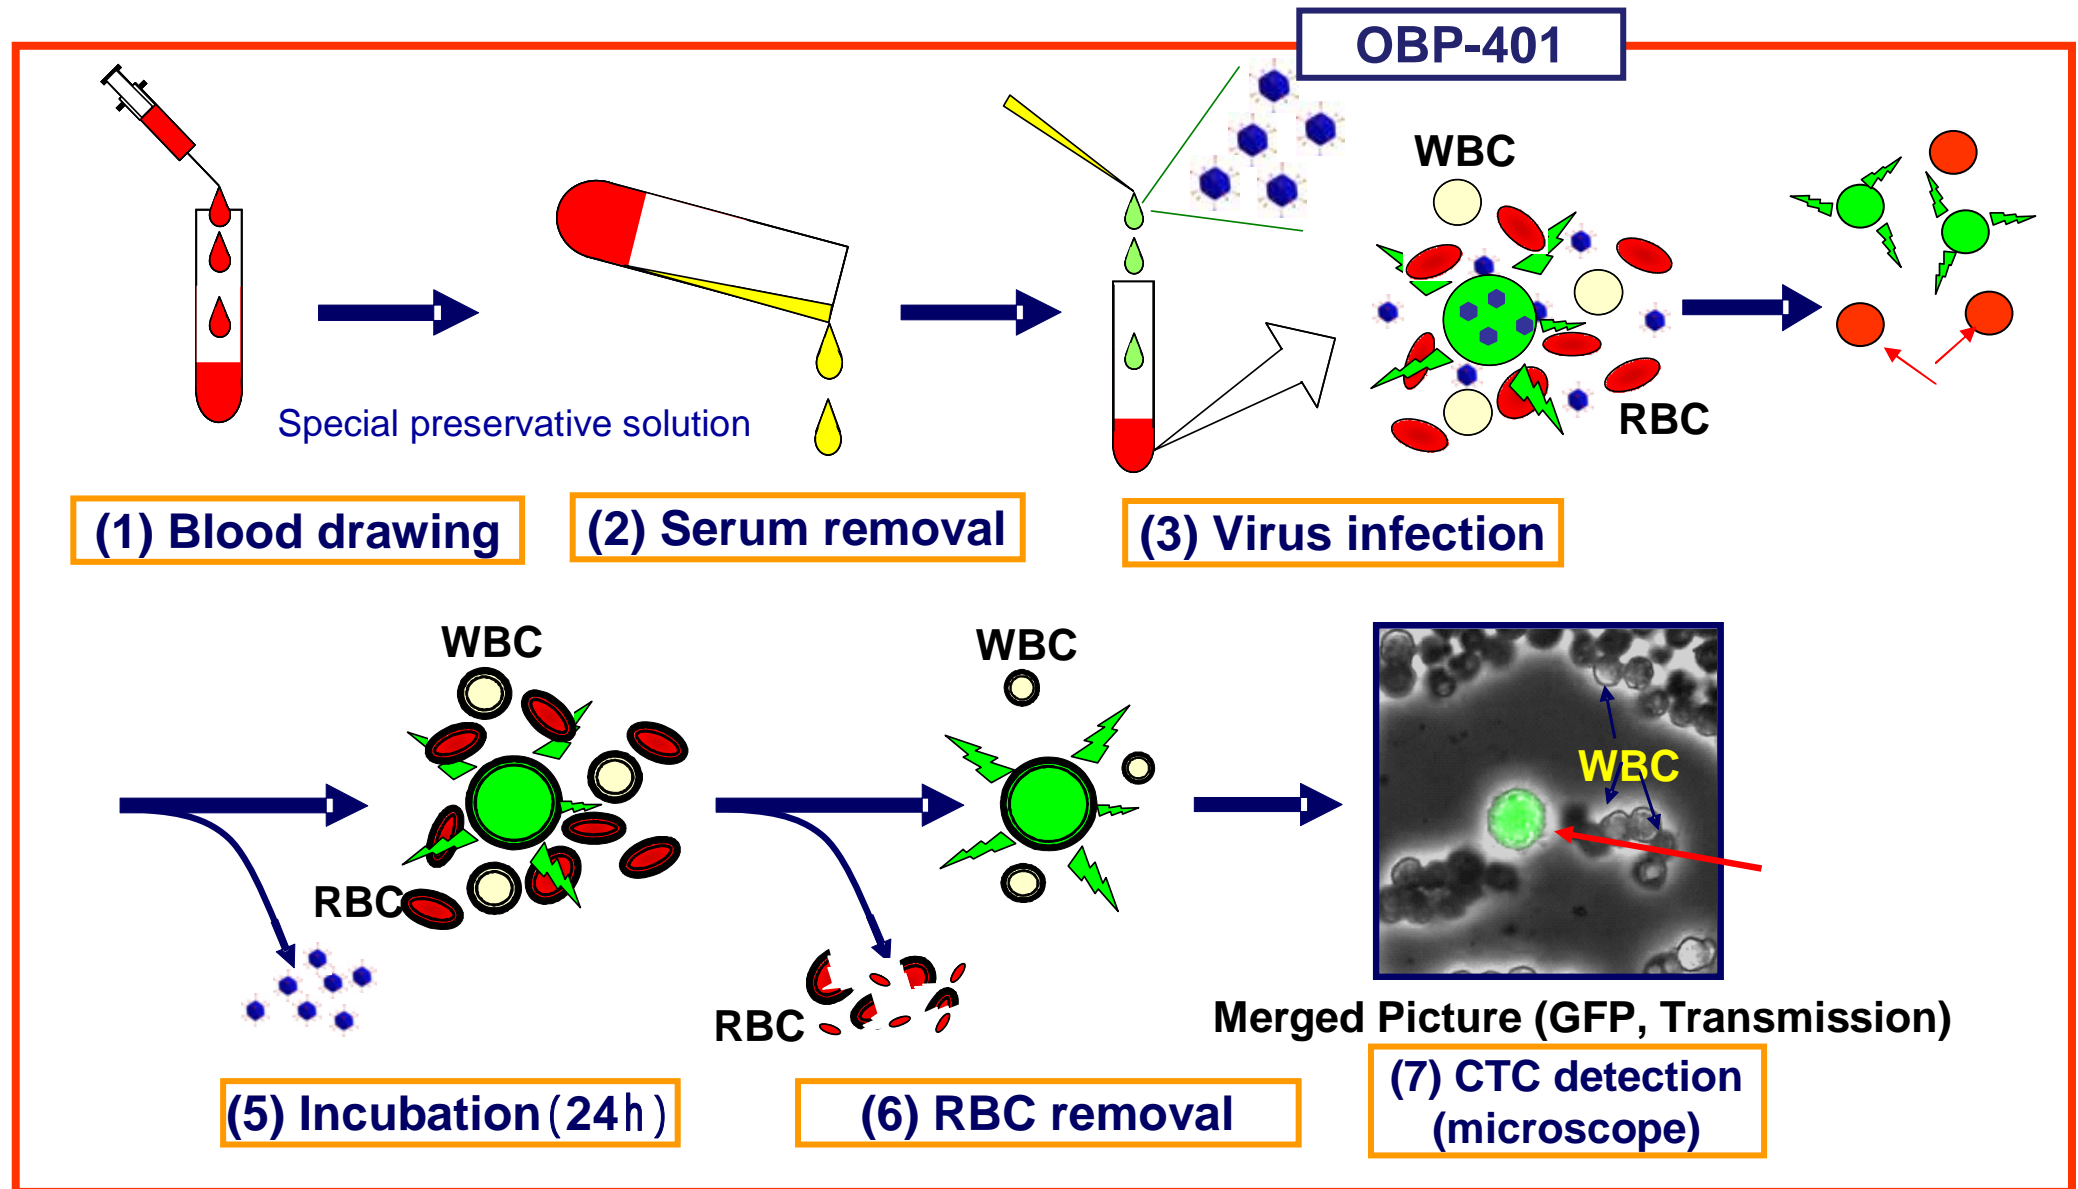 OBP-401
WBC
RBC
Special preservative solution
(1) Blood drawing
(2) Serum removal
(3) Virus infection
WBC
RBC
WBC
RBC
WBC
Merged Picture (GFP, Transmission)
(5) Incubation (24h)
(6) RBC removal
(7) CTC detection
(microscope)